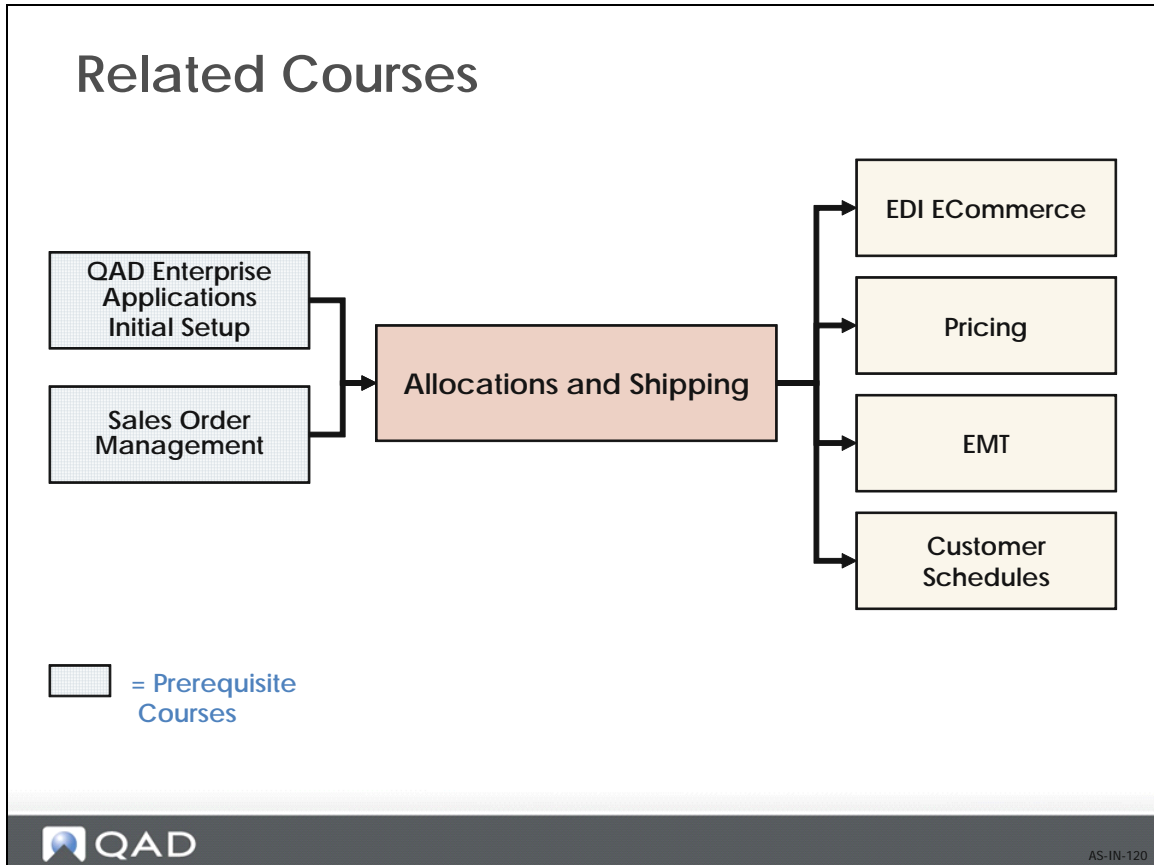 Related Courses
QAD Enterprise
Applications
Initial Setup
Sales Order
Management
Allocations and Shipping
EDI ECommerce
Pricing
EMT
Customer
Schedules
= Prerequisite
Courses
QAD
AS-IN-120